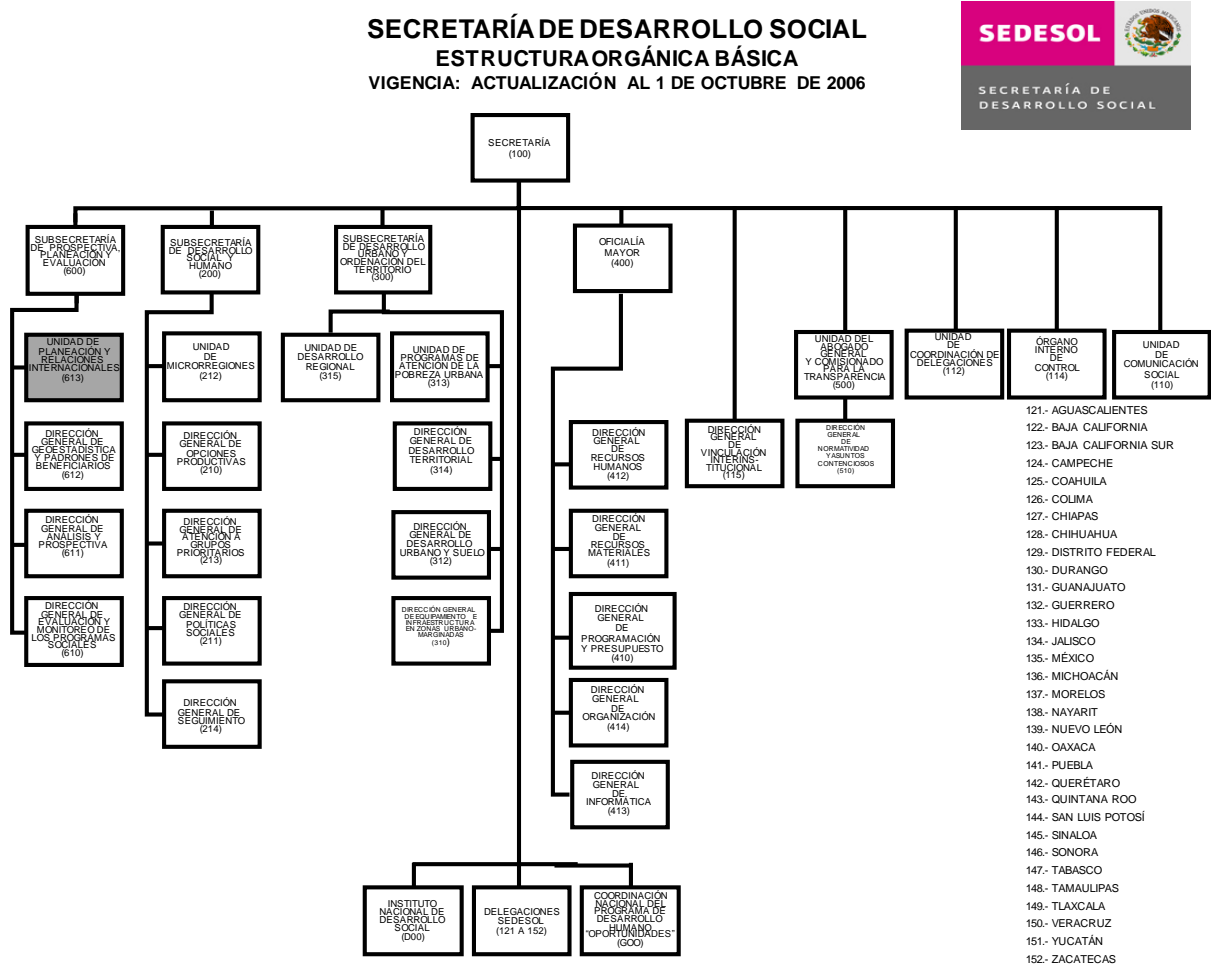 SECRETARÍA DE DESARROLLO SOCIAL
ESTRUCTURA ORGÁNICA BÁSICA
VIGENCIA: ACTUALIZACIÓN AL 1 DE OCTUBRE DE 2006
SEDESOL
ESTADOS UNIDOS MEXICANOS
SECRETARÍA DE
DESARROLLO SOCIAL
SECRETARÍA
(100)
SUBSECRETARÍA
DE PROSPECTIVA,
PLANEACIÓN Y
EVALUACIÓN
(600)
SUBSECRETARÍA
DE DESARROLLO
SOCIAL Y
HUMANO
(200)
SUBSECRETARÍA
DE DESARROLLO
URBANO Y
ORDENACIÓN DEL
TERRITORIO
(300)
OFICIALÍA
MAYOR
(400)
UNIDAD DE
PLANEACIÓN Y
RELACIONES
INTERNACIONALES
(613)
UNIDAD
DE
MICRORREGIONES
(212)
UNIDAD DE
DESARROLLO
REGIONAL
(315)
UNIDAD DE
PROGRAMAS DE
ATENCIÓN DE LA
POBREZA URBANA
(313)
UNIDAD DEL
ABOGADO
GENERAL
Y COMISIONADO
PARA LA
TRANSPARENCIA
(500)
UNIDAD
DE
COORDINACIÓN DE
DELEGACIONES
(112)
ÓRGANO
INTERNO
DE
CONTROL
(114)
UNIDAD
DE
COMUNICACIÓN
SOCIAL
(110)
DIRECCIÓN
GENERAL DE
GEOESTADÍSTICA
Y PADRONES DE
BENEFICIARIOS
(612)
DIRECCIÓN
GENERAL DE
OPCIONES
PRODUCTIVAS
(210)
DIRECCIÓN
GENERAL DE
DESARROLLO
TERRITORIAL
(314)
DIRECCIÓN
GENERAL
DE
RECURSOS
HUMANOS
(412)
DIRECCIÓN
GENERAL
DE
VINCULACIÓN
INTERINS-
TITUCIONAL
(115)
DIRECCIÓN
GENERAL
DE
NORMATIVIDAD
Y ASUNTOS
CONTENCIOSOS
(510)
DIRECCIÓN
GENERAL DE
ANÁLISIS Y
PROSPECTIVA
(611)
DIRECCIÓN
GENERAL DE
ATENCIÓN A
GRUPOS
PRIORITARIOS
(213)
DIRECCIÓN
GENERAL DE
DESARROLLO
URBANO Y SUELO
(312)
DIRECCIÓN
GENERAL
DE
RECURSOS
MATERIALES
(411)
DIRECCIÓN
GENERAL DE
EVALUACIÓN Y
MONITOREO DE
LOS PROGRAMAS
SOCIALES
(610)
DIRECCIÓN
GENERAL DE
POLÍTICAS
SOCIALES
(211)
DIRECCIÓN GENERAL
DE EQUIPAMIENTO E
INFRAESTRUCTURA
EN ZONAS URBANO-
MARGINADAS
(310)
DIRECCIÓN
GENERAL
DE
PROGRAMACIÓN
Y PRESUPUESTO
(410)
DIRECCIÓN
GENERAL DE
SEGUIMIENTO
(214)
DIRECCIÓN
GENERAL
DE
ORGANIZACIÓN
(414)
DIRECCIÓN
GENERAL
DE
INFORMÁTICA
(413)
INSTITUTO
NACIONAL DE
DESARROLLO
SOCIAL
(D00)
DELEGACIONES
SEDESOL
(121 A 152)
COORDINACIÓN
NACIONAL DEL
PROGRAMA DE
DESARROLLO
HUMANO
"OPORTUNIDADES"
(GOO)
121.- AGUASCALIENTES
122.- BAJA CALIFORNIA
123.- BAJA CALIFORNIA SUR
124.- CAMPECHE
125.- COAHUILA
126.- COLIMA
127.- CHIAPAS
128.- CHIHUAHUA
129.- DISTRITO FEDERAL
130.- DURANGO
131.- GUANAJUATO
132.- GUERRERO
133.- HIDALGO
134.- JALISCO
135.- MÉXICO
136.- MICHOACÁN
137.- MORELOS
138.- NAYARIT
139.- NUEVO LEÓN
140.- OAXACA
141.- PUEBLA
142.- QUERÉTARO
143.- QUINTANA ROO
144.- SAN LUIS POTOSÍ
145.- SINALOA
146.- SONORA
147.- TABASCO
148.- TAMAULIPAS
149.- TLAXCALA
150.- VERACRUZ
151.- YUCATÁN
152.- ZACATECAS